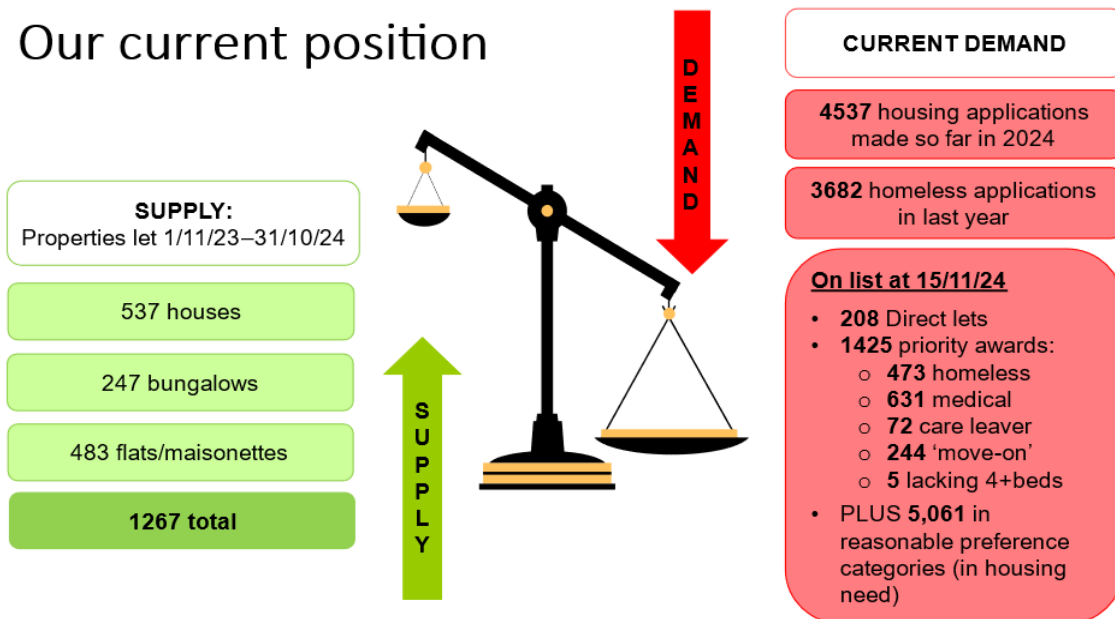 Our current position
SUPPLY:
Properties let 1/11/23–31/10/24
537 houses
247 bungalows
483 flats/maisonettes
1267 total
SUPPLY
DEMAND
CURRENT DEMAND
4537 housing applications
made so far in 2024
3682 homeless applications
in last year
On list at 15/11/24
• 208 Direct lets
• 1425 priority awards:
o 473 homeless
o 631 medical
o 72 care leaver
o 244 ‘move-on’
o 5 lacking 4+beds
• PLUS 5,061 in
reasonable preference
categories (in housing
need)